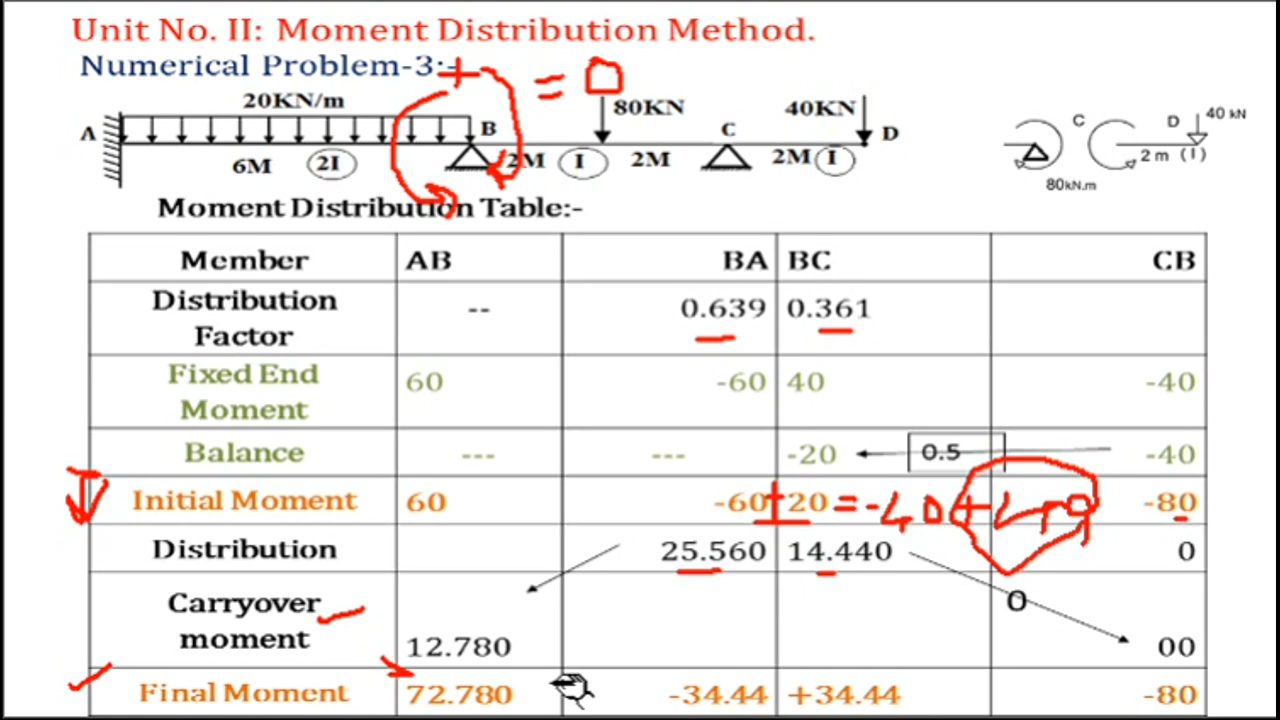 Unit No. II: Moment Distribution Method.
Numerical Problem-3:-
+ = 0
20KN/m 80KN 40KN
A B C D
6M 2I 2M I 2M 2M I
C D 40 kN
2 m (I)
80kN.m
Moment Distribution Table:-
Member AB BA BC CB
Distribution Factor -- 0.639 0.361
Fixed End Moment 60 -60 40 -40
Balance --- --- -20 0.5 -40
Initial Moment 60 -60 + 20 = -40 + 40 -80
Distribution 25.560 14.440 0
Carryover moment 12.780 0 00
Final Moment 72.780 -34.44 +34.44 -80